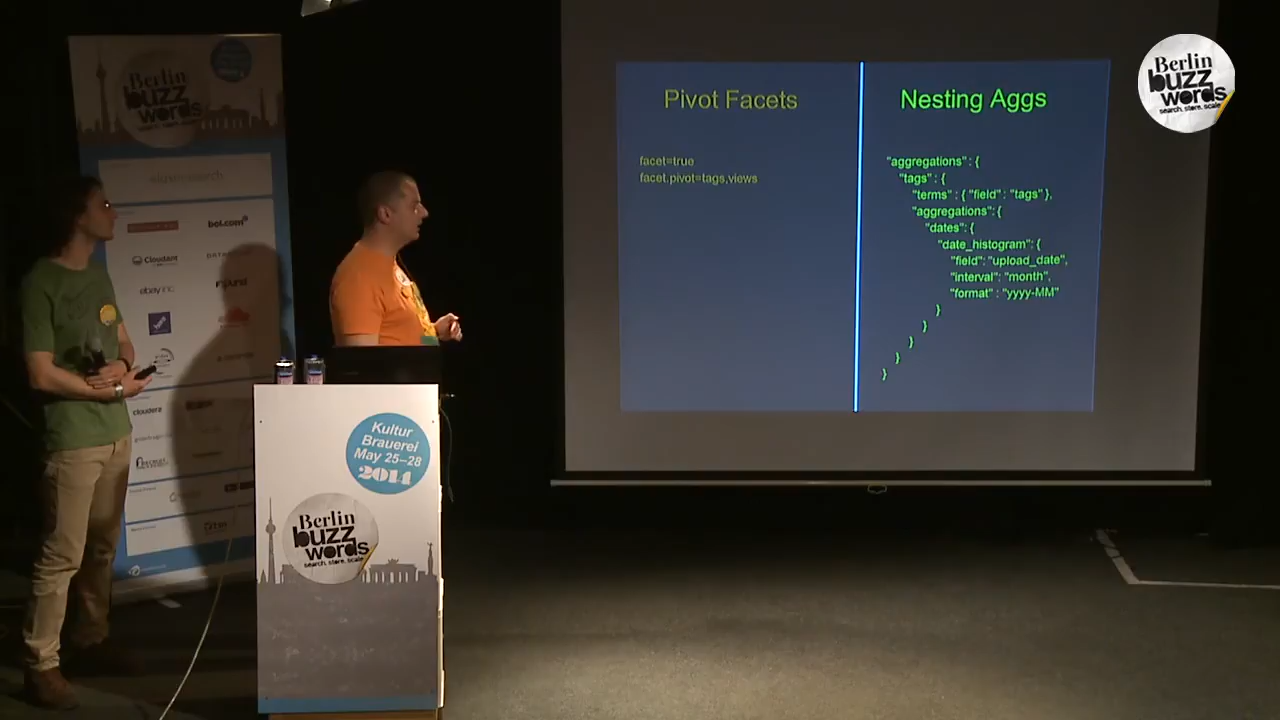 Berlin
buzz
words
search. store. scale.
Pivot Facets
facet=true
facet.pivot=tags,views
Nesting Aggs
"aggregations" : {
"tags" : {
"terms" : { "field" : "tags" },
"aggregations": {
"dates" : {
"date_histogram" : {
"field": "upload_date",
"interval": "month",
"format" : "yyyy-MM"
}
}
}
}
}
Berlin
buzz
words
bol.com
Cloudant
ebay inc
cloudera
Kultur
Brauerei
May 25–28
2014
Berlin
buzz
words
search. store. scale.